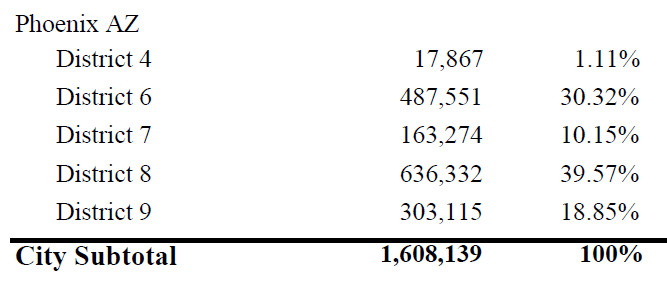 Phoenix AZ
District 4 17,867 1.11%
District 6 487,551 30.32%
District 7 163,274 10.15%
District 8 636,332 39.57%
District 9 303,115 18.85%
City Subtotal 1,608,139 100%